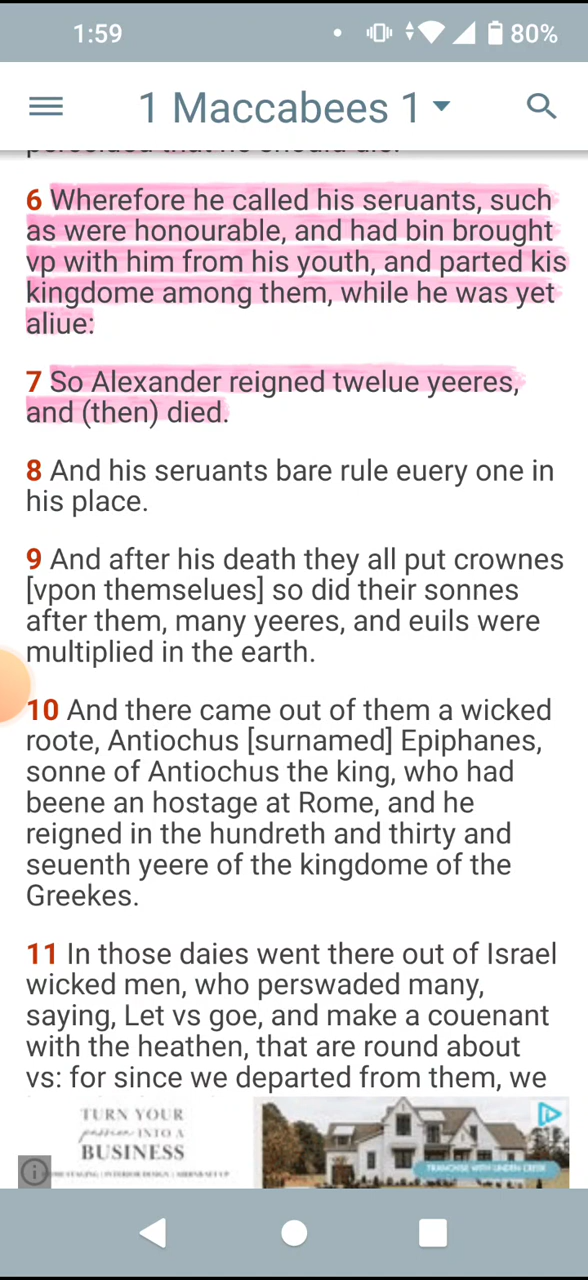 1:59
80%
1 Maccabees 1
6 Wherefore he called his seruants, such
as were honourable, and had bin brought
vp with him from his youth, and parted kis
kingdome among them, while he was yet
aliue:
7 So Alexander reigned twelue yeeres,
and (then) died.
8 And his seruants bare rule euery one in
his place.
9 And after his death they all put crownes
[vpon themselues] so did their sonnes
after them, many yeeres, and euils were
multiplied in the earth.
10 And there came out of them a wicked
roote, Antiochus [surnamed] Epiphanes,
sonne of Antiochus the king, who had
beene an hostage at Rome, and he
reigned in the hundreth and thirty and
seuenth yeere of the kingdome of the
Greekes.
11 In those daies went there out of Israel
wicked men, who perswaded many,
saying, Let vs goe, and make a couenant
with the heathen, that are round about
vs: for since we departed from them, we
TURN YOUR
passion INTO A
BUSINESS
FRANCHISE WITH LINDEN CREEK